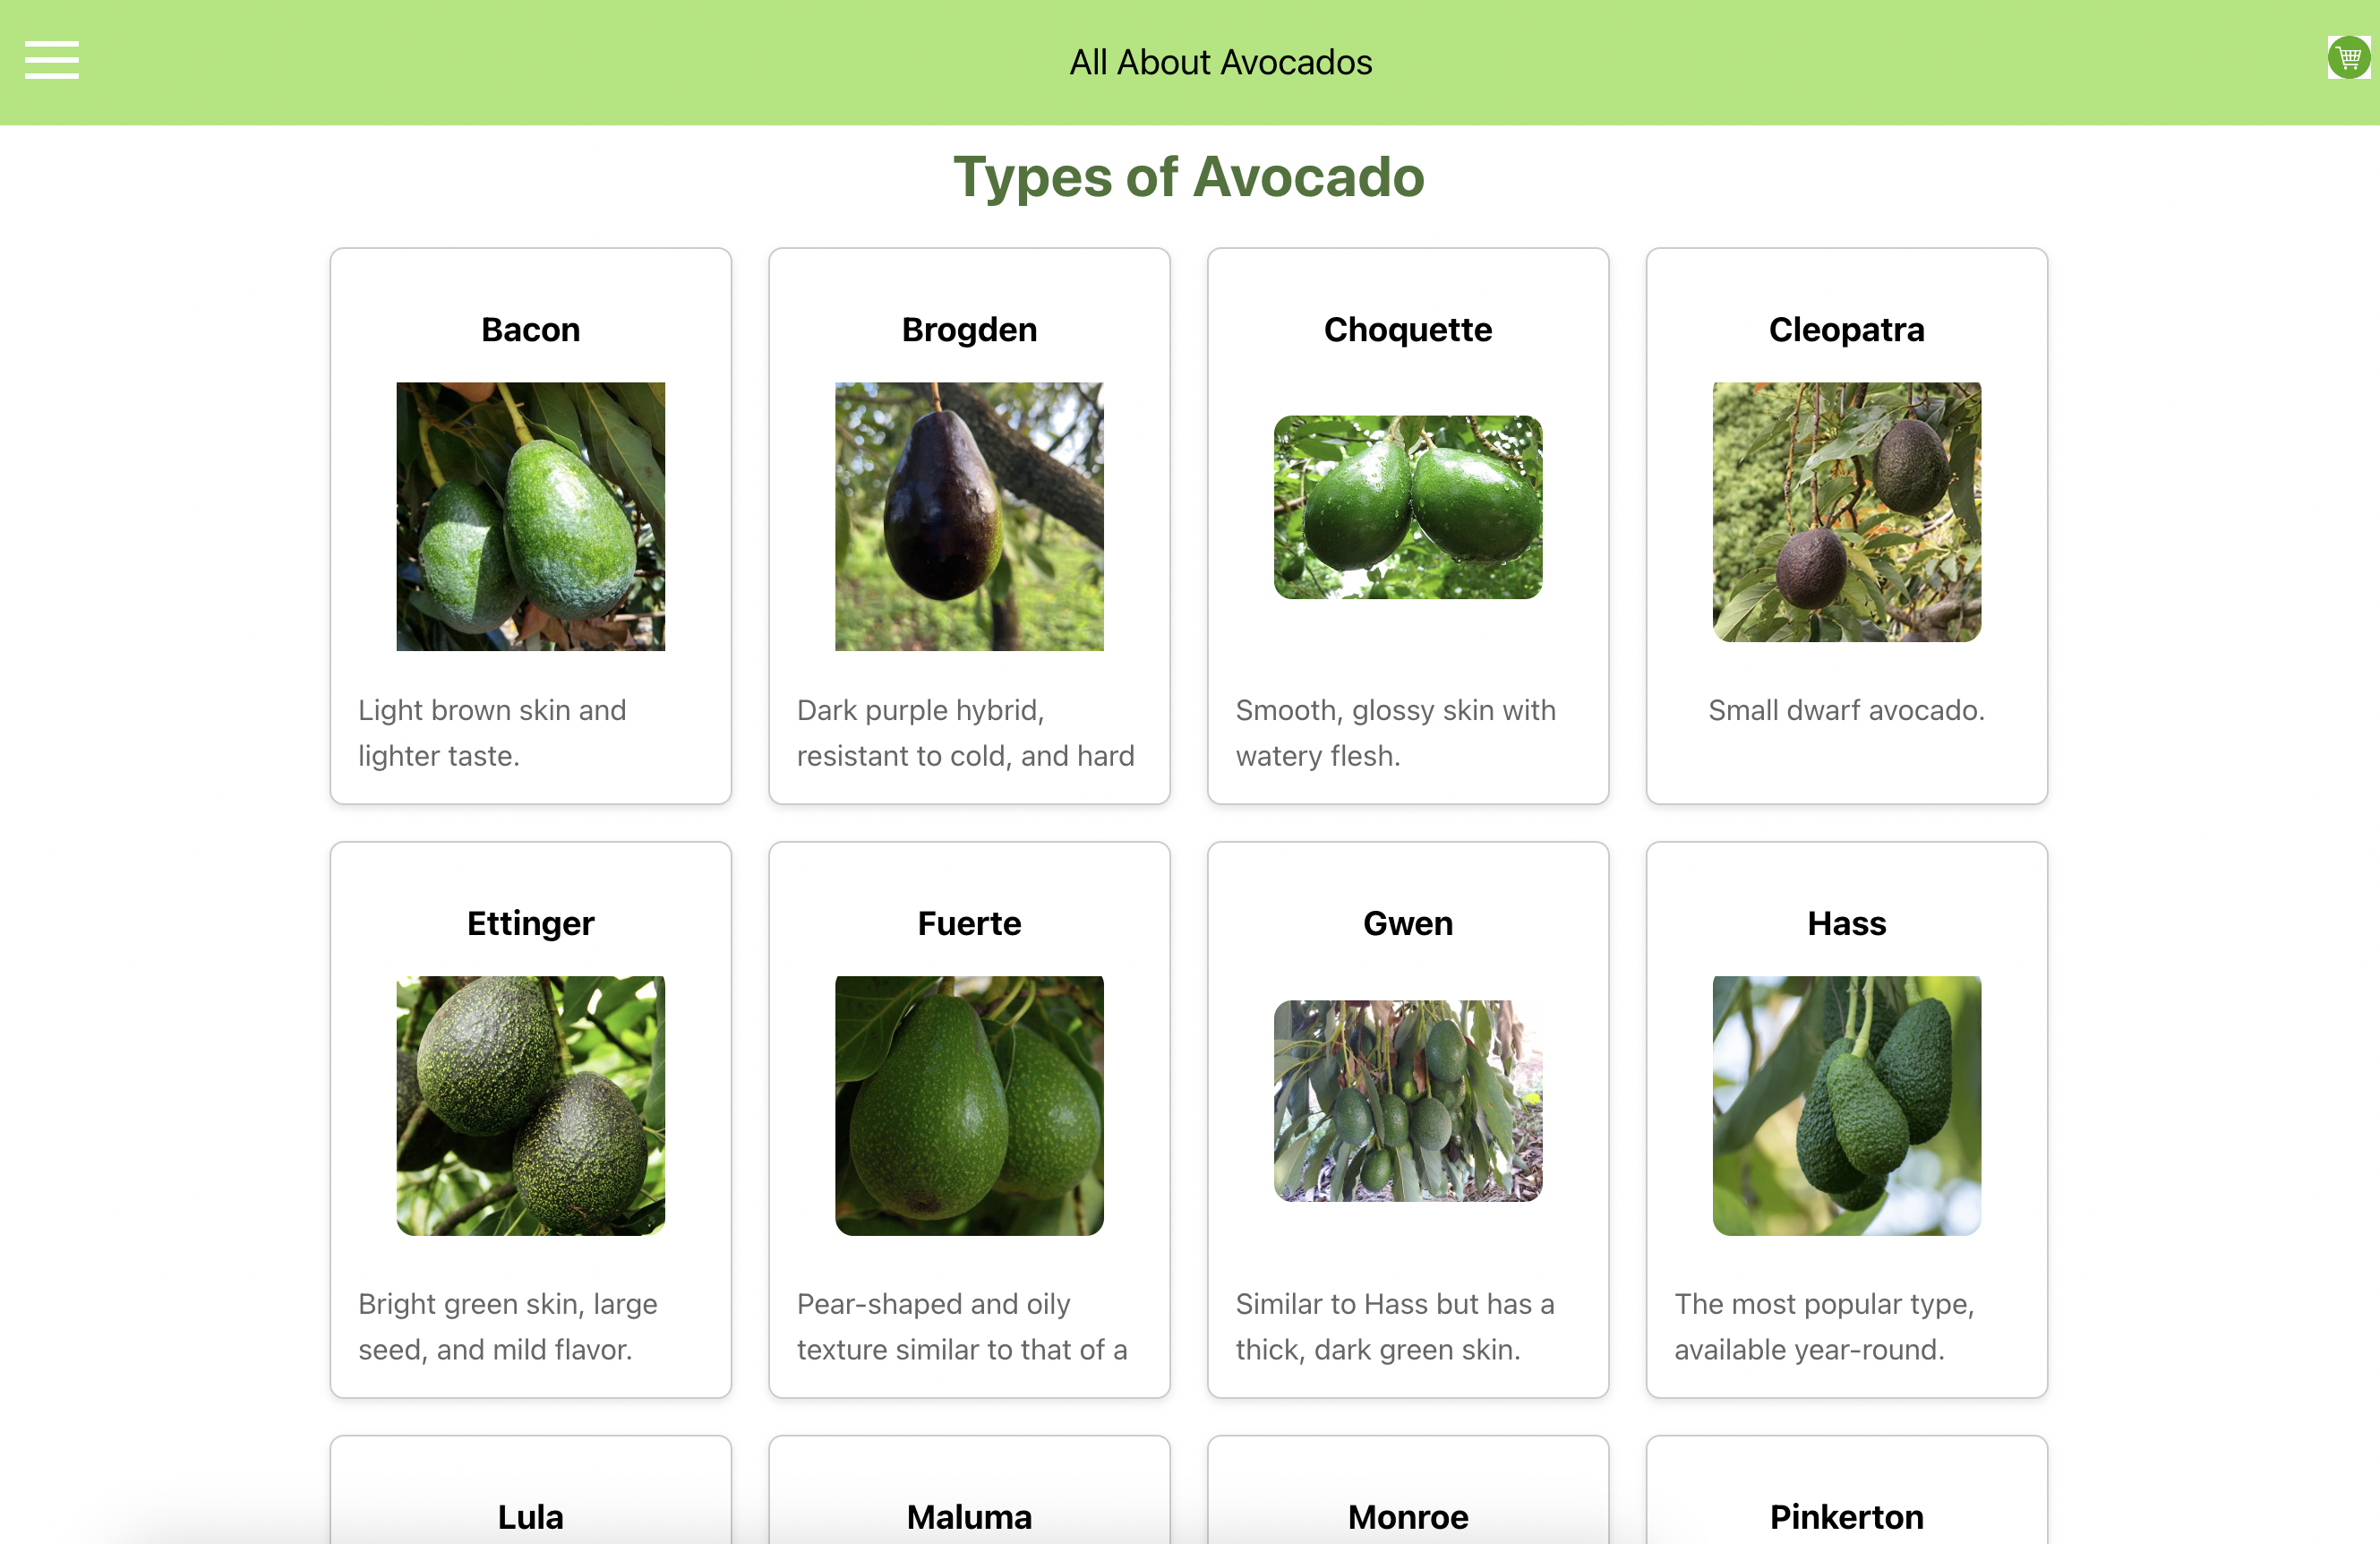 All About Avocados
Types of Avocado
Bacon
Light brown skin and
lighter taste.
Brogden
Dark purple hybrid,
resistant to cold, and hard
Choquette
Smooth, glossy skin with
watery flesh.
Cleopatra
Small dwarf avocado.
Ettinger
Bright green skin, large
seed, and mild flavor.
Fuerte
Pear-shaped and oily
texture similar to that of a
Gwen
Similar to Hass but has a
thick, dark green skin.
Hass
The most popular type,
available year-round.
Lula
Maluma
Monroe
Pinkerton